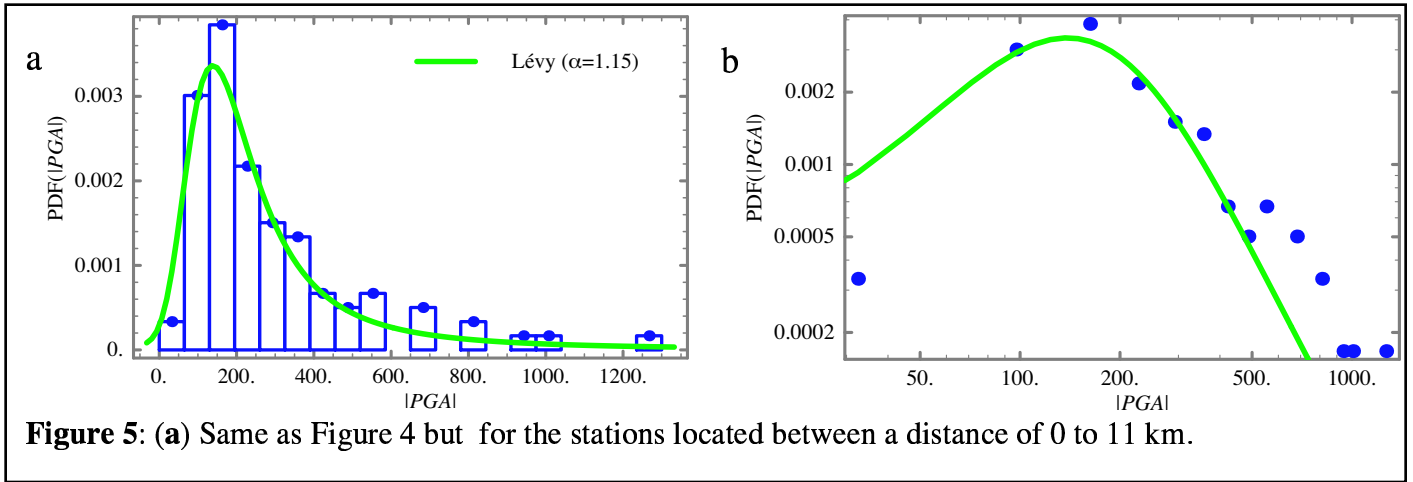 a
Lévy (α=1.15)
PDF(|PGA|)
0.003
0.002
0.001
0.
0. 200. 400. 600. 800. 1000. 1200.
|PGA|
b
PDF(|PGA|)
0.002
0.001
0.0005
0.0002
50. 100. 200. 500. 1000.
|PGA|
Figure 5: (a) Same as Figure 4 but for the stations located between a distance of 0 to 11 km.